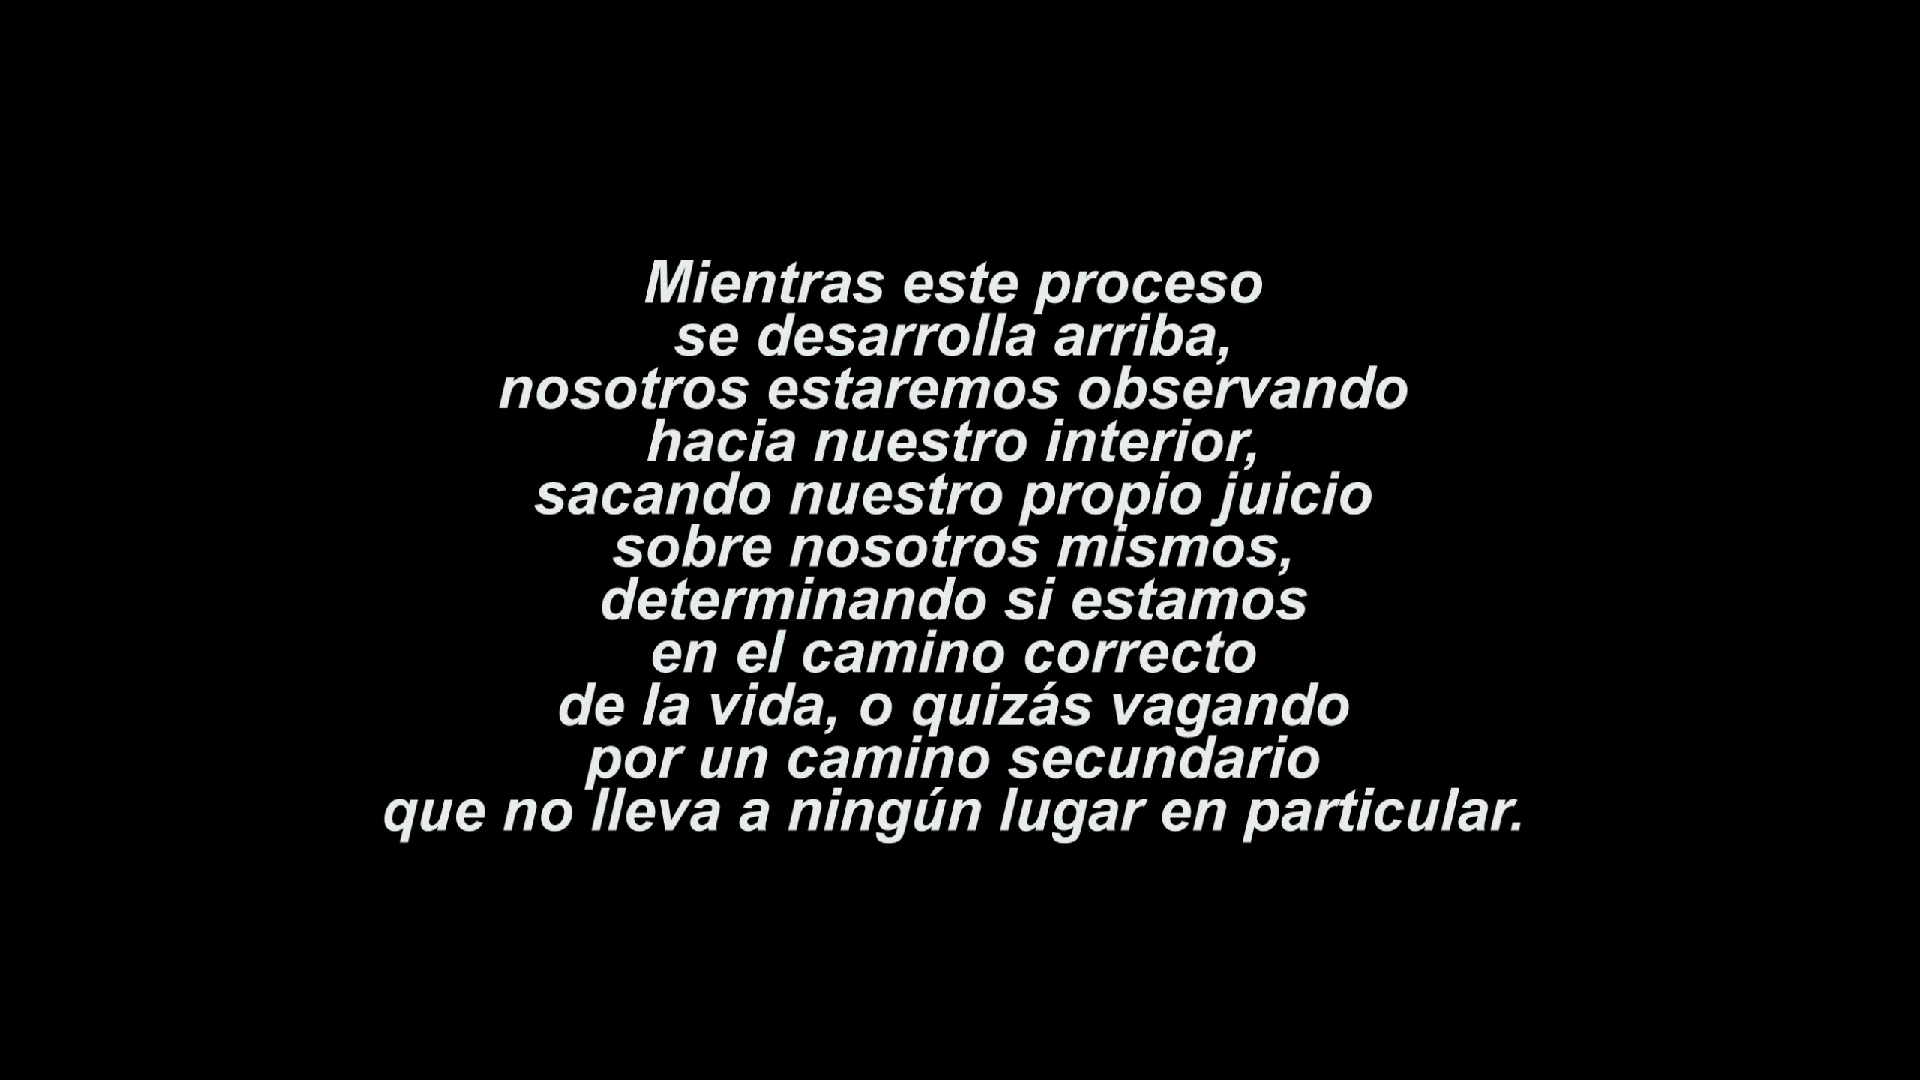 Mientras este proceso
se desarrolla arriba,
nosotros estaremos observando
hacia nuestro interior,
sacando nuestro propio juicio
sobre nosotros mismos,
determinando si estamos
en el camino correcto
de la vida, o quizás vagando
por un camino secundario
que no lleva a ningún lugar en particular.